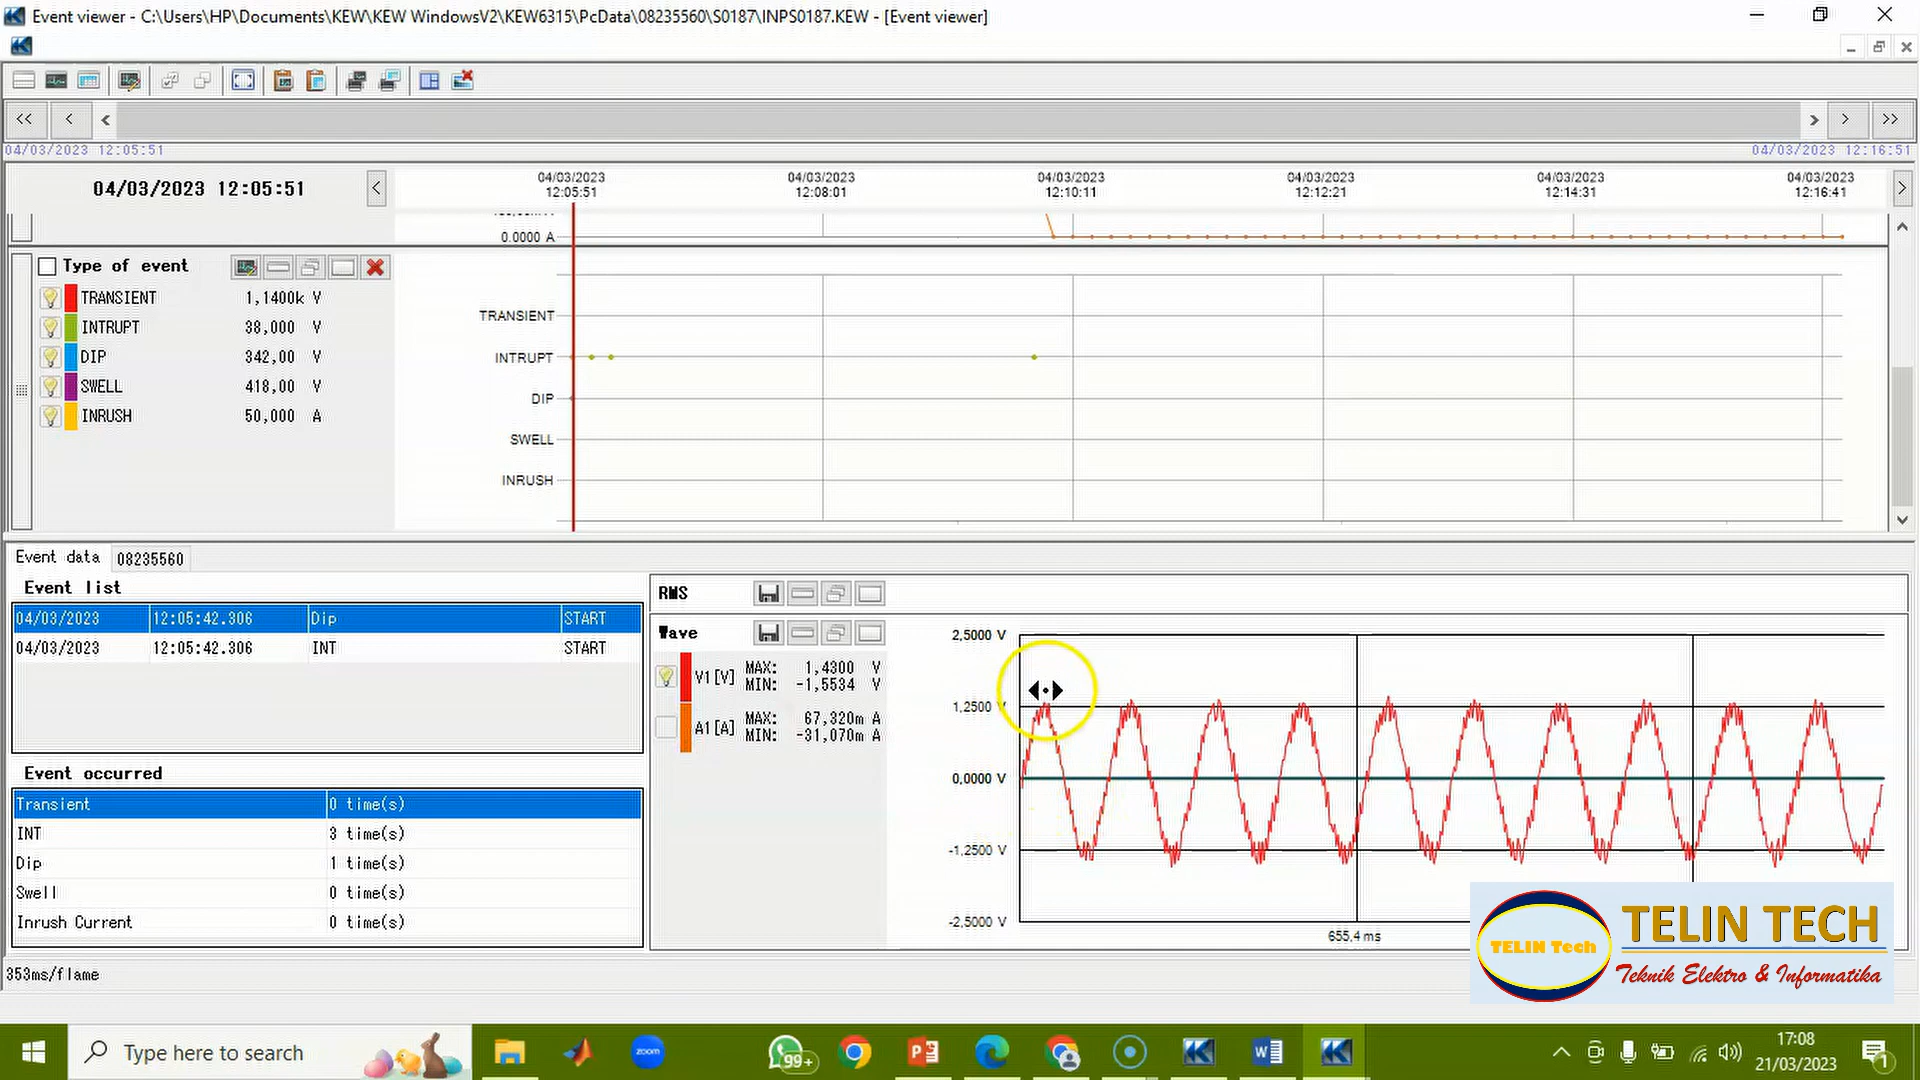 Event viewer - C:\Users\HP\Documents\KEW\KEW WindowsV2\KEW6315\PcData\08235560\S0187\INPS0187.KEW - [Event viewer]
<< < < > > >>
04/03/2023 12:05:51 04/03/2023 12:16:51
04/03/2023 12:05:51 <
04/03/2023 04/03/2023 04/03/2023 04/03/2023 04/03/2023 04/03/2023
12:05:51 12:08:01 12:10:11 12:12:21 12:14:31 12:16:41
>
0.0000 A
Type of event
TRANSIENT 1,1400k V
INTRUPT 38,000 V
DIP 342,00 V
SWELL 418,00 V
INRUSH 50,000 A
TRANSIENT
INTRUPT
DIP
SWELL
INRUSH
Event data 08235560
Event list
04/03/2023 12:05:42.306 Dip START
04/03/2023 12:05:42.306 INT START
Event occurred
Transient 0 time(s)
INT 3 time(s)
Dip 1 time(s)
Swell 0 time(s)
Inrush Current 0 time(s)
RMS
Wave
V1[V] MAX: 1,4300 V
MIN: -1,5534 V
A1[A] MAX: 67,320m A
MIN: -31,070m A
2,5000 V
1,2500 V
0,0000 V
-1,2500 V
-2,5000 V
655,4 ms
TELIN Tech
TELIN TECH
Teknik Elektro & Informatika
353ms/flame
Type here to search
zoom
99+
17:08
21/03/2023
1